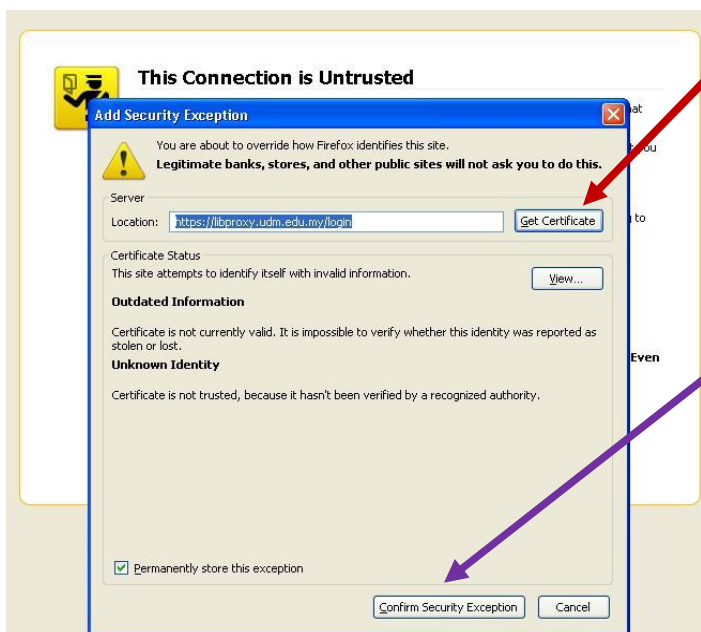 This Connection is Untrusted
at
Add Security Exception
You are about to override how Firefox identifies this site.
Legitimate banks, stores, and other public sites will not ask you to do this.
ou
Server
Location: https://libproxy.udm.edu.my/login Get Certificate
to
Certificate Status
This site attempts to identify itself with invalid information.
View...
Outdated Information
Certificate is not currently valid. It is impossible to verify whether this identity was reported as
stolen or lost.
Even
Unknown Identity
Certificate is not trusted, because it hasn't been verified by a recognized authority.
Permanently store this exception
Confirm Security Exception Cancel